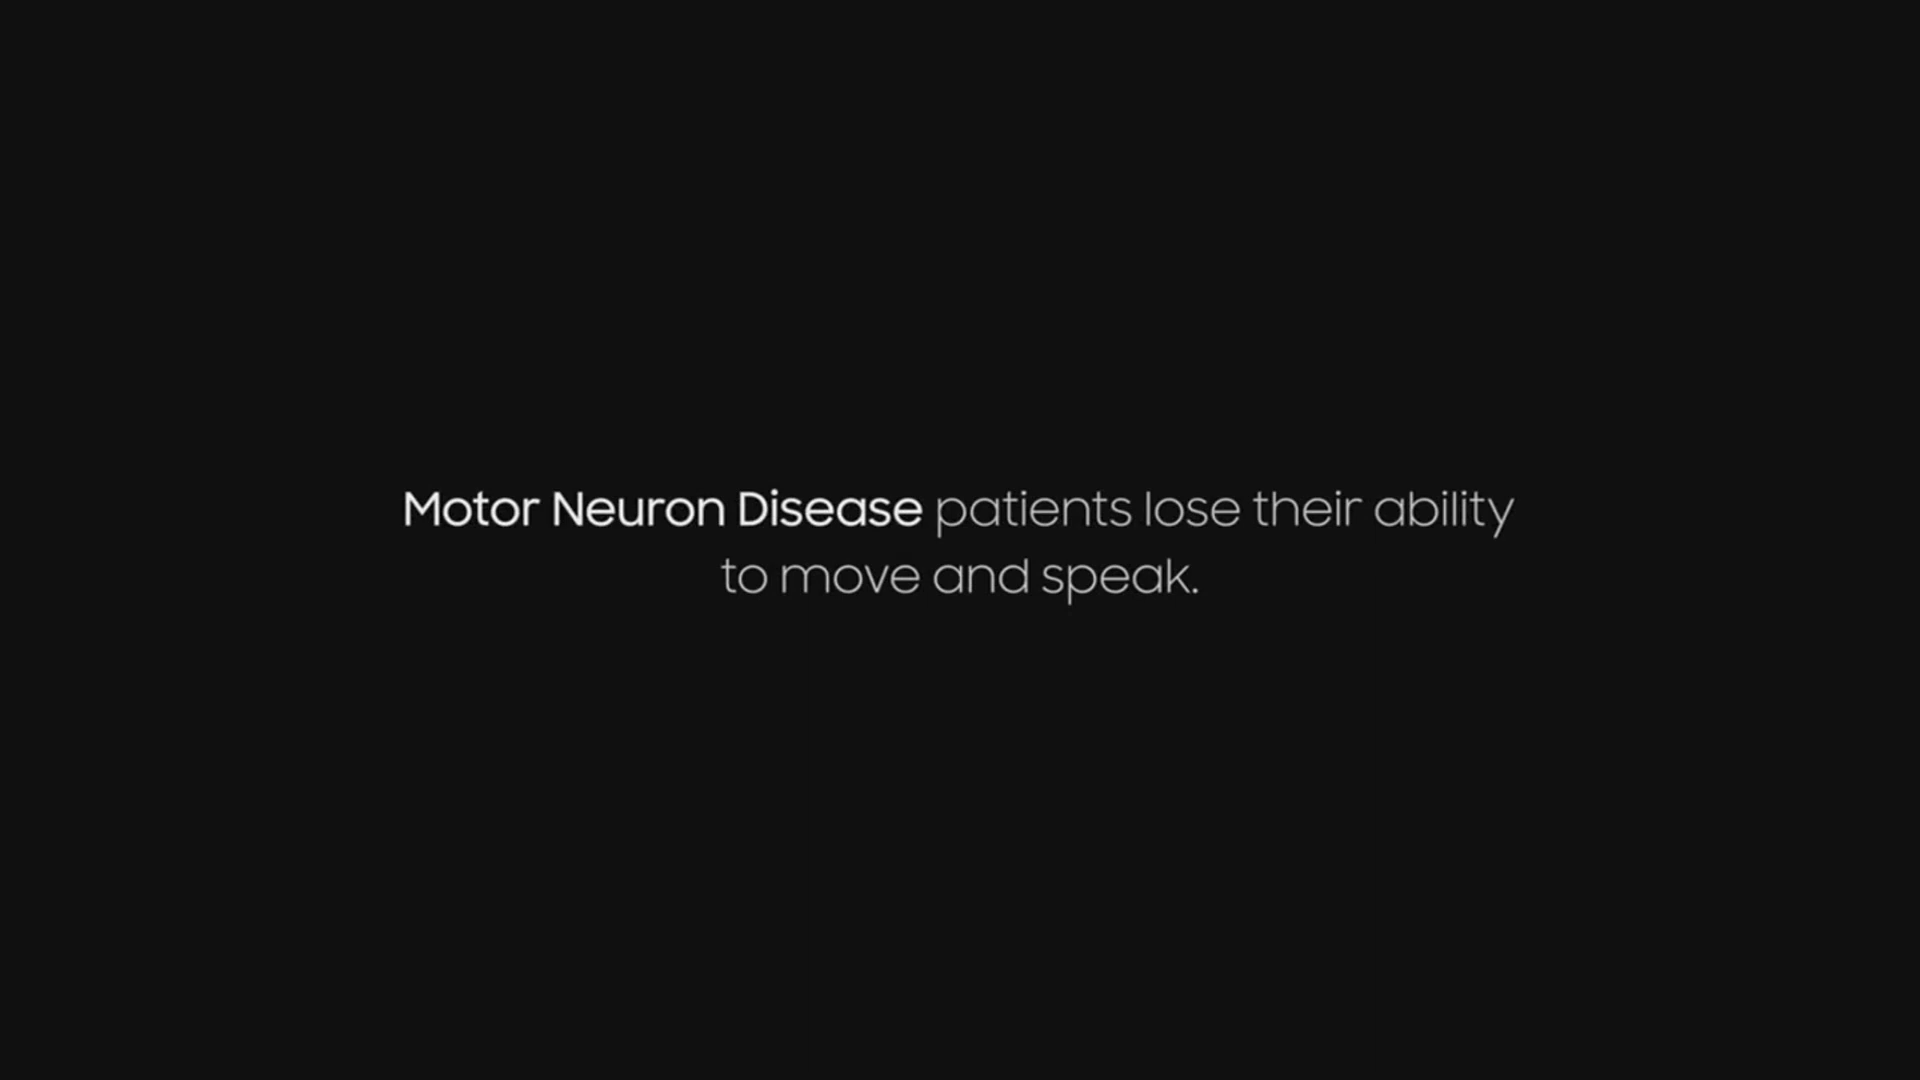 Motor Neuron Disease patients lose their ability
to move and speak.